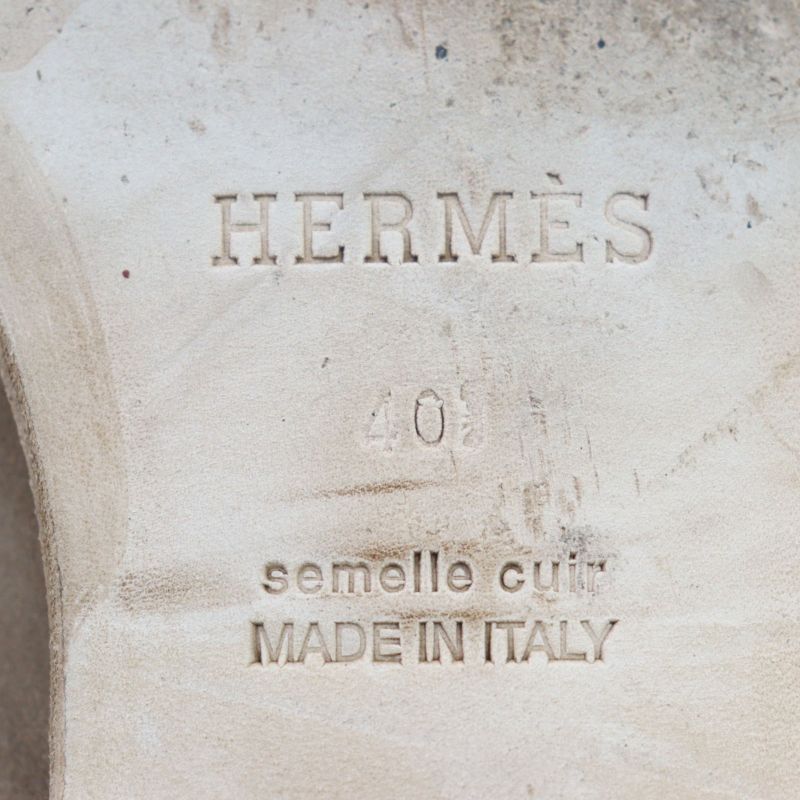 HERMÈS
40
semelle cuir
MADE IN ITALY